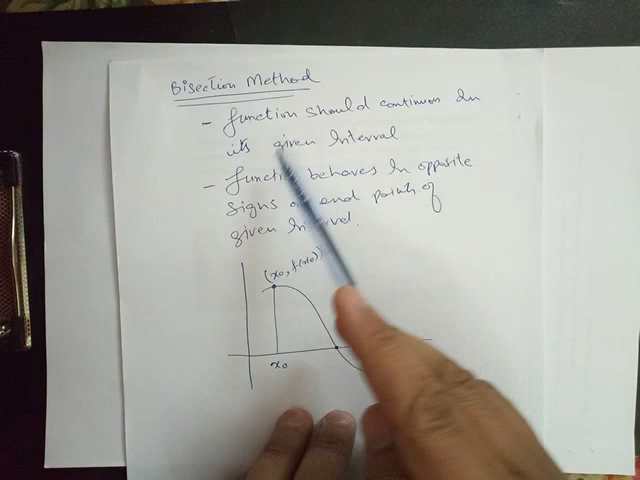 Bisection Method
- function should continuous In
its given Interval
- function behaves In opposite
signs end points of
given Interval.
(x0, f(x0))
x0